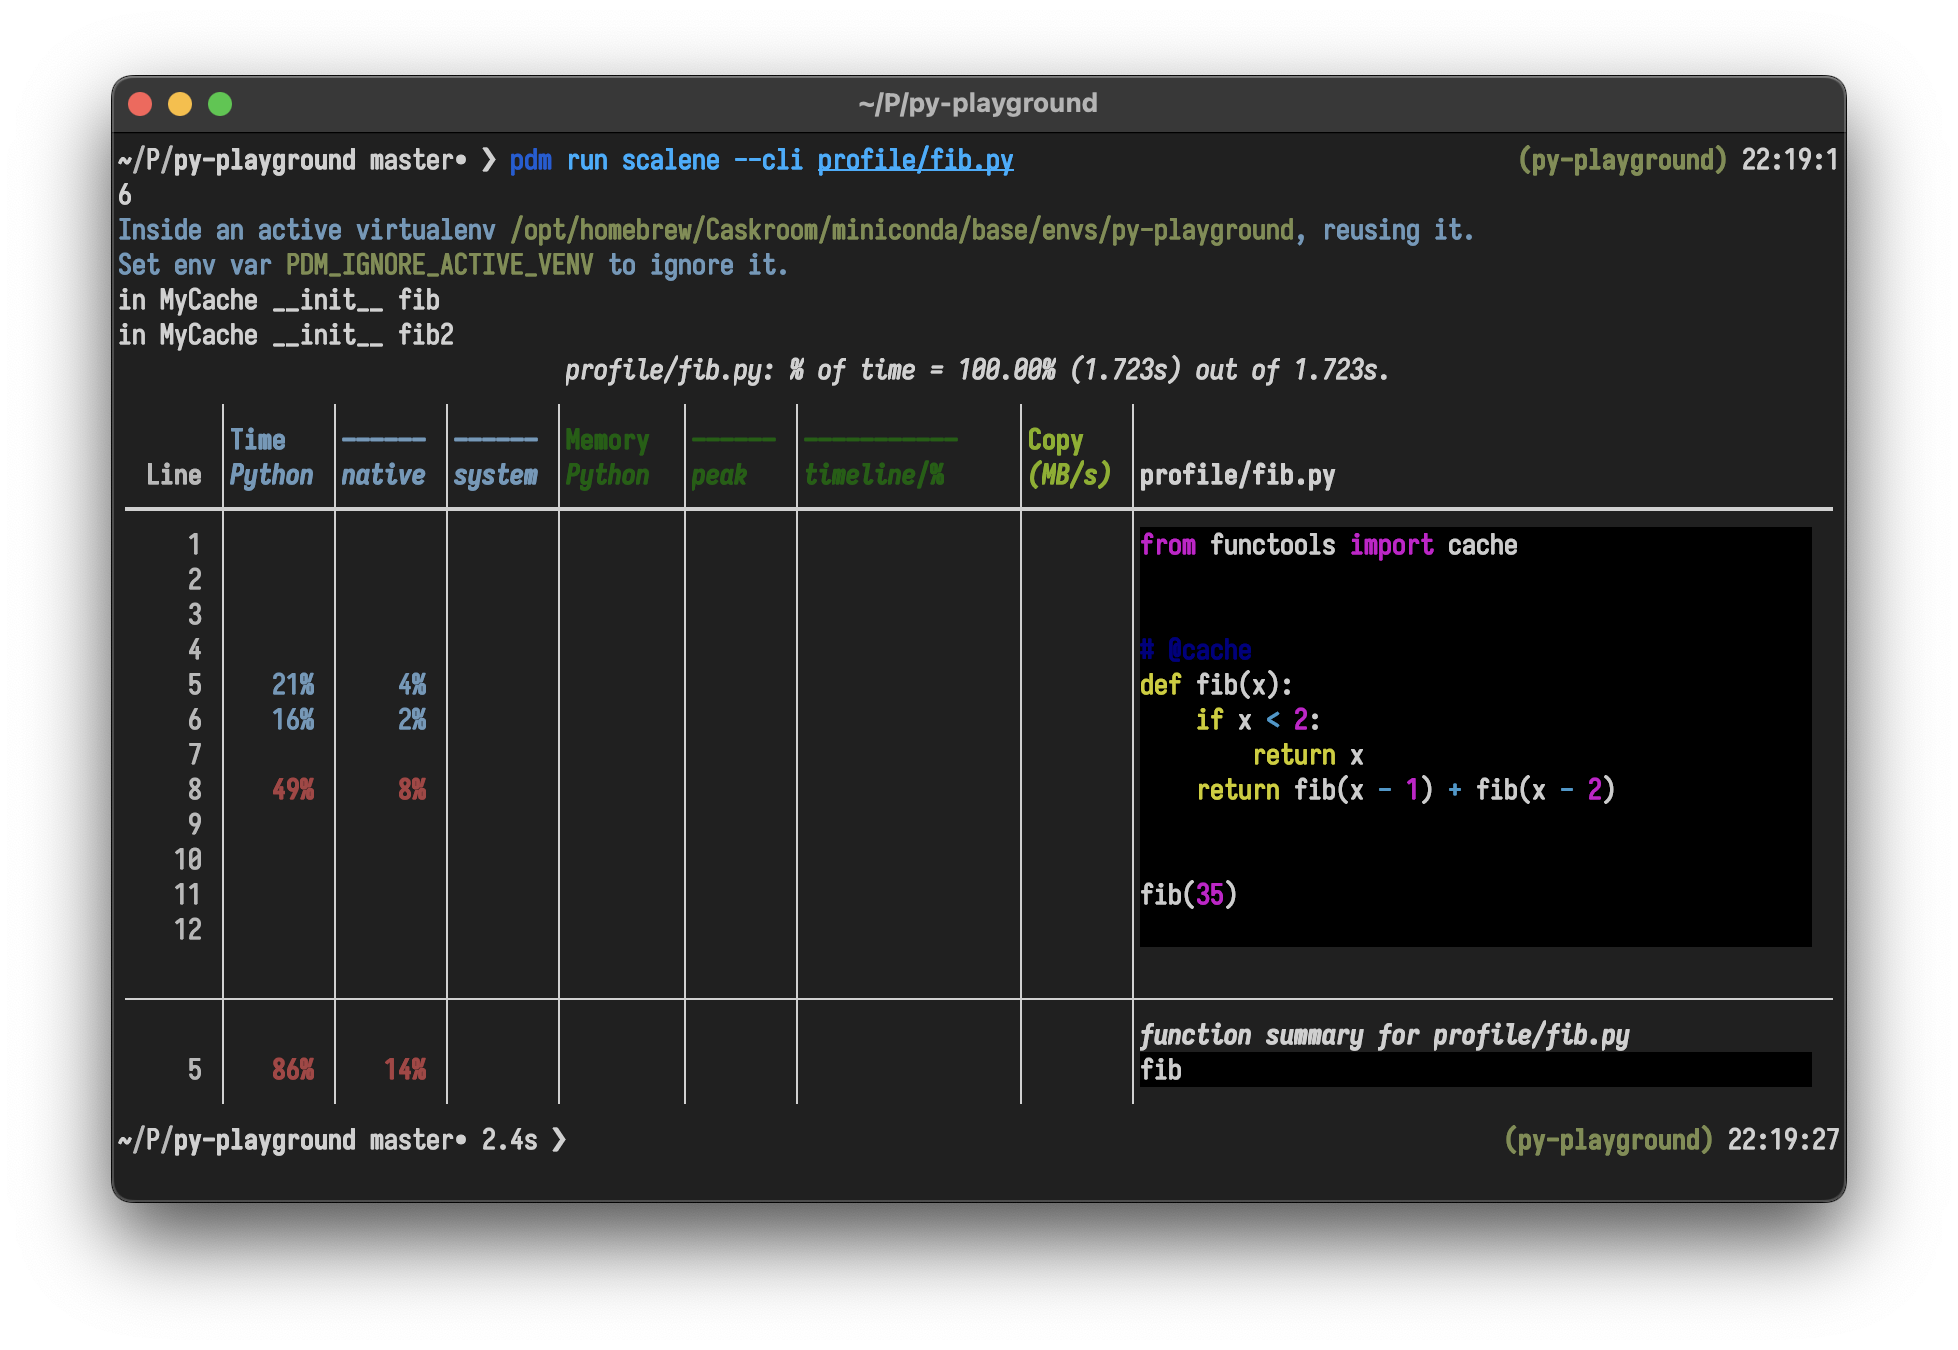 ~/P/py-playground
~/P/py-playground master• ❯ pdm run scalene --cli profile/fib.py (py-playground) 22:19:1
6
Inside an active virtualenv /opt/homebrew/Caskroom/miniconda/base/envs/py-playground, reusing it.
Set env var PDM_IGNORE_ACTIVE_VENV to ignore it.
in MyCache __init__ fib
in MyCache __init__ fib2
profile/fib.py: % of time = 100.00% (1.723s) out of 1.723s.
Time –––––– –––––– Memory –––––– ––––––––––– Copy
Line Python native system Python peak timeline/% (MB/s) profile/fib.py
1 from functools import cache
2
3
4 # @cache
5 21% 4% def fib(x):
6 16% 2% if x < 2:
7 return x
8 49% 8% return fib(x - 1) + fib(x - 2)
9
10
11 fib(35)
12
function summary for profile/fib.py
5 86% 14% fib
~/P/py-playground master• 2.4s ❯ (py-playground) 22:19:27